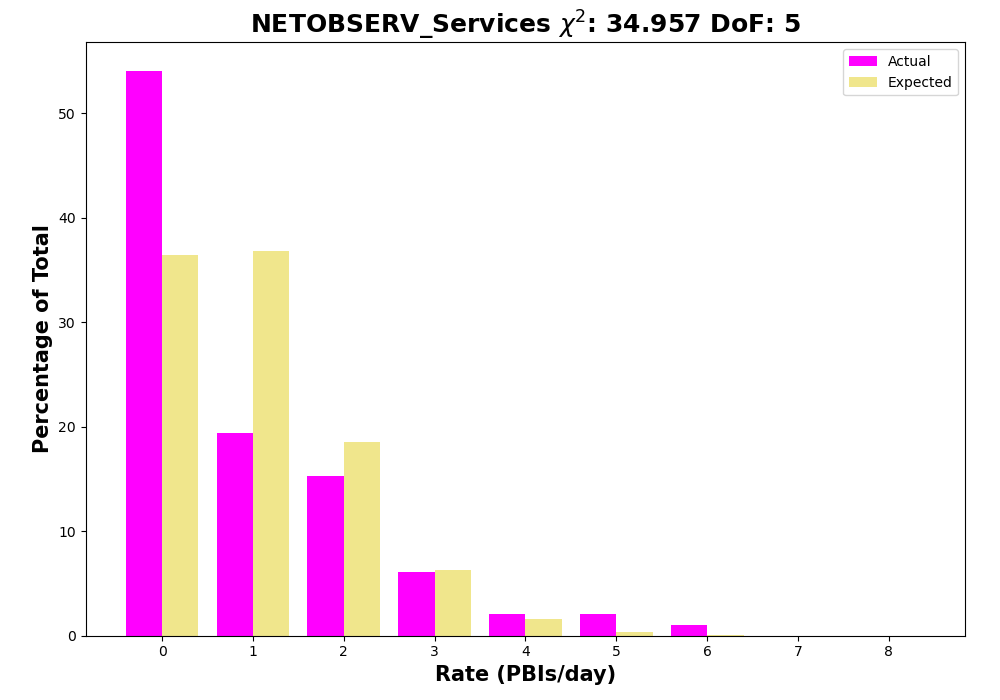 NETOBSERV_Services χ²: 34.957 DoF: 5
Actual
Expected
Percentage of Total
50
40
30
20
10
0
0 1 2 3 4 5 6 7 8
Rate (PBIs/day)